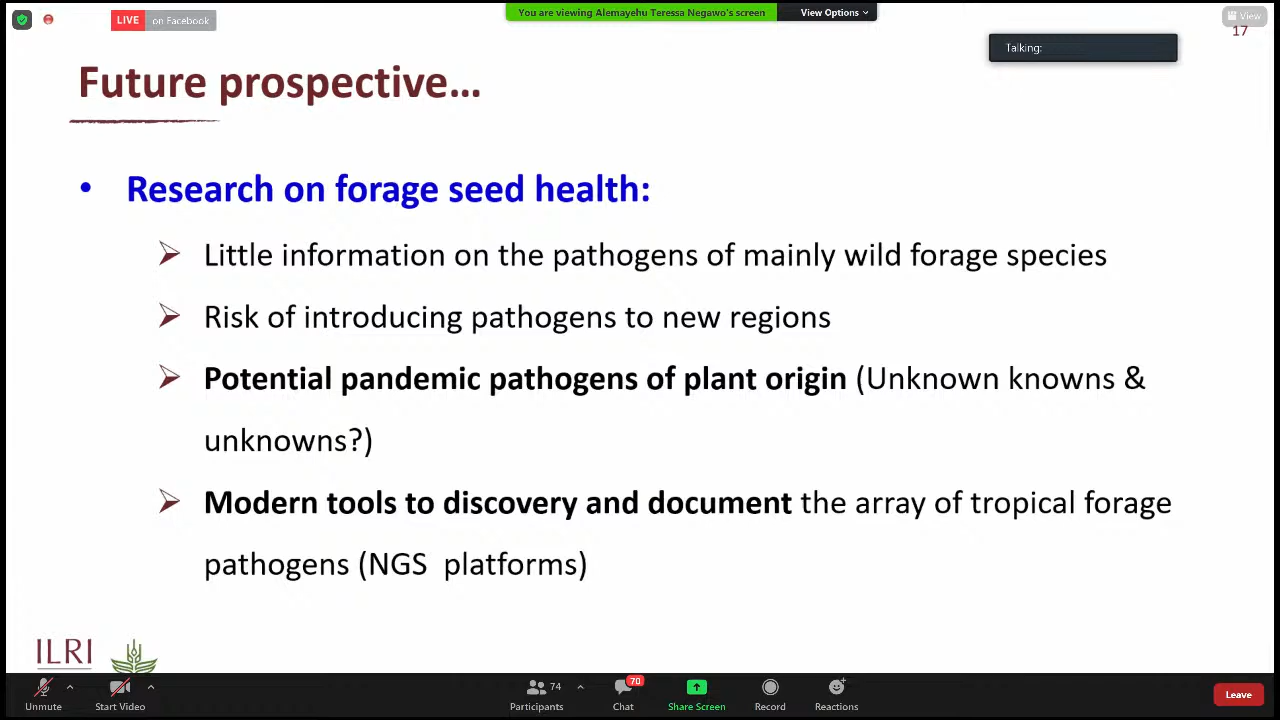 LIVE on Facebook
You are viewing Alemayehu Teressa Negawo's screen
View Options
View
17
Talking:
Future prospective...
• Research on forage seed health:
➢ Little information on the pathogens of mainly wild forage species
➢ Risk of introducing pathogens to new regions
➢ Potential pandemic pathogens of plant origin (Unknown knowns &
unknowns?)
➢ Modern tools to discovery and document the array of tropical forage
pathogens (NGS platforms)
ILRI
74
70
Unmute
Start Video
Participants
Chat
Share Screen
Record
Reactions
Leave